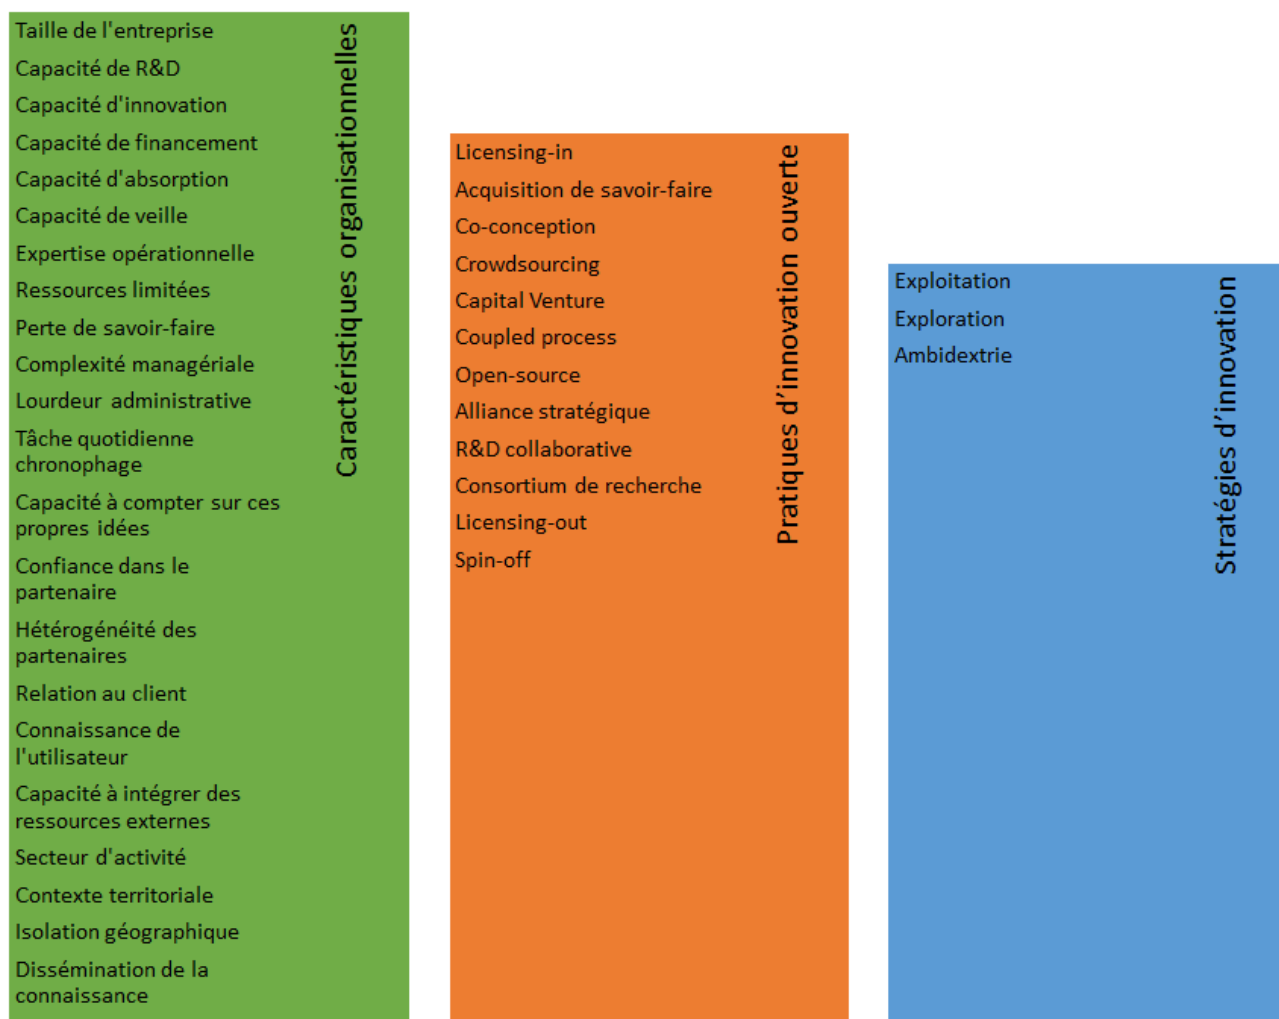 Taille de l'entreprise
Capacité de R&D
Capacité d'innovation
Capacité de financement
Capacité d'absorption
Capacité de veille
Expertise opérationnelle
Ressources limitées
Perte de savoir-faire
Complexité managériale
Lourdeur administrative
Tâche quotidienne
chronophage
Capacité à compter sur ces
propres idées
Confiance dans le
partenaire
Hétérogénéité des
partenaires
Relation au client
Connaissance de
l'utilisateur
Capacité à intégrer des
ressources externes
Secteur d'activité
Contexte territoriale
Isolation géographique
Dissémination de la
connaissance
Caractéristiques organisationnelles
Licensing-in
Acquisition de savoir-faire
Co-conception
Crowdsourcing
Capital Venture
Coupled process
Open-source
Alliance stratégique
R&D collaborative
Consortium de recherche
Licensing-out
Spin-off
Pratiques d’innovation ouverte
Exploitation
Exploration
Ambidextrie
Stratégies d’innovation